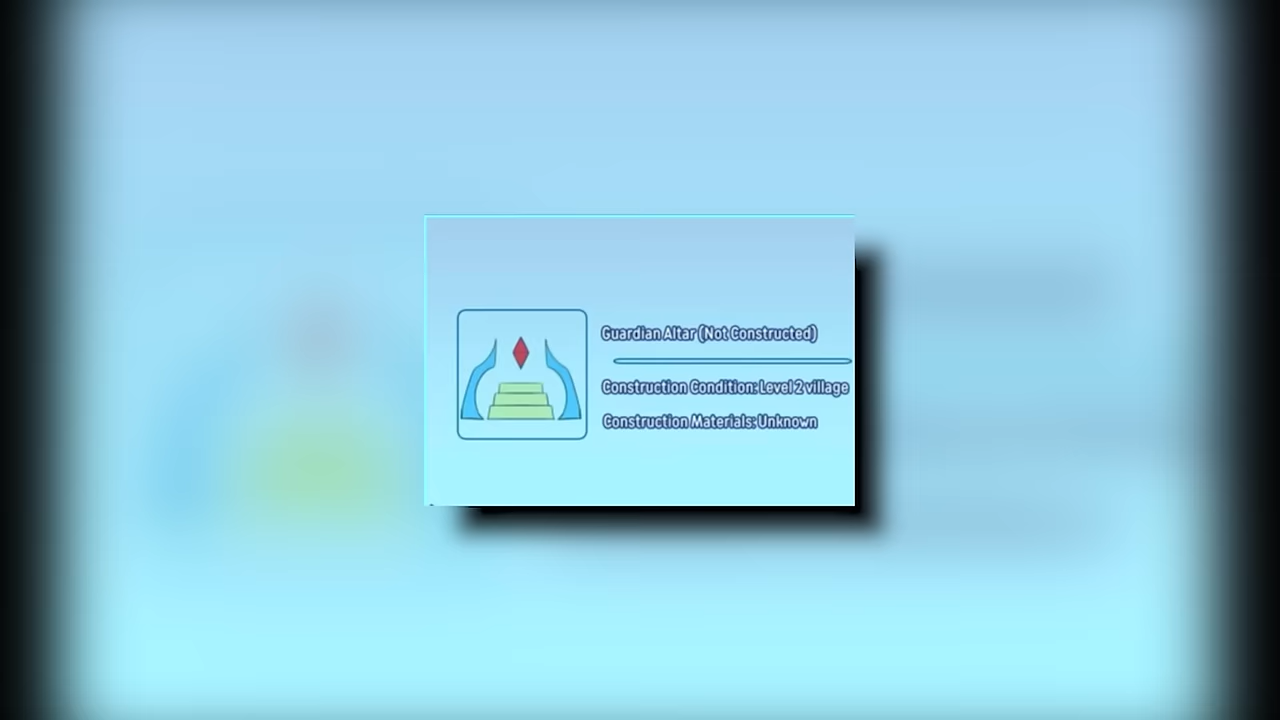 Guardian Altar (Not Constructed)
Construction Condition: Level 2 village
Construction Materials: Unknown